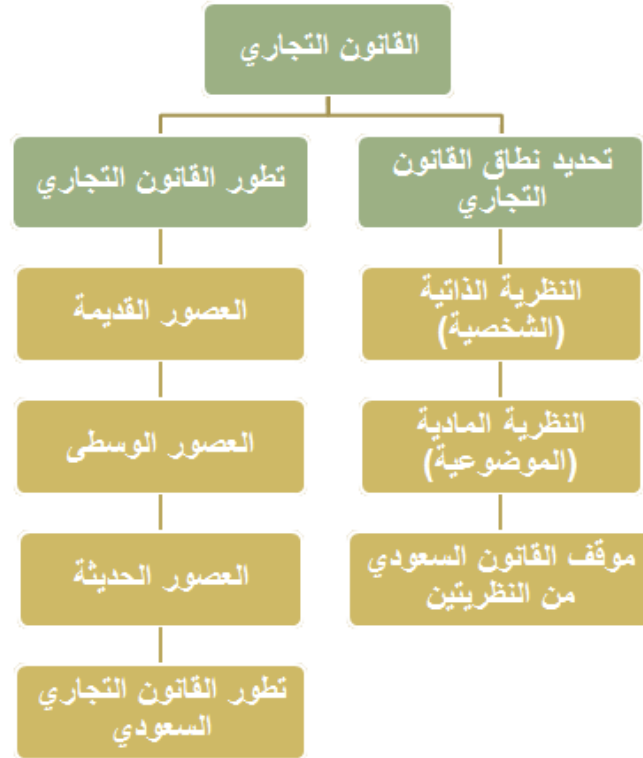 القانون التجاري
تحديد نطاق القانون
التجاري
النظرية الذاتية
(الشخصية)
النظرية المادية
(الموضوعية)
موقف القانون السعودي
من النظريتين
تطور القانون التجاري
العصور القديمة
العصور الوسطى
العصور الحديثة
تطور القانون التجاري
السعودي